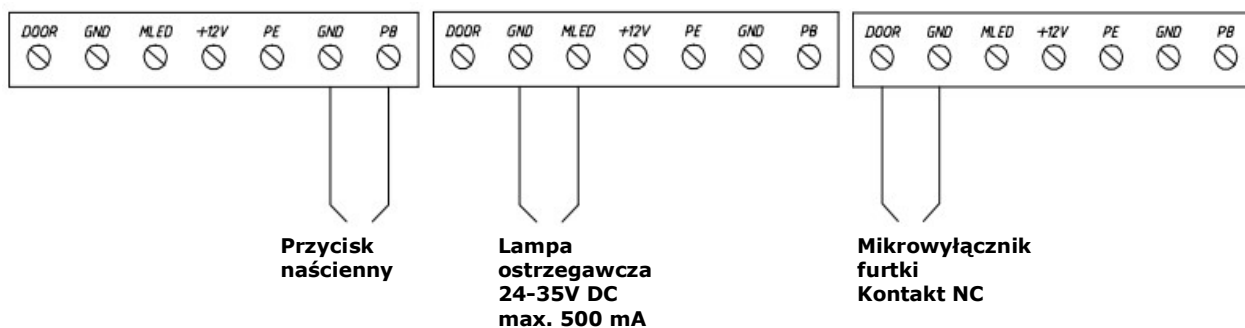 DOOR GND MLED +12V PE GND PB
DOOR GND MLED +12V PE GND PB
DOOR GND MLED +12V PE GND PB
Przycisk
naścienny
Lampa
ostrzegawcza
24-35V DC
max. 500 mA
Mikrowyłącznik
furtki
Kontakt NC